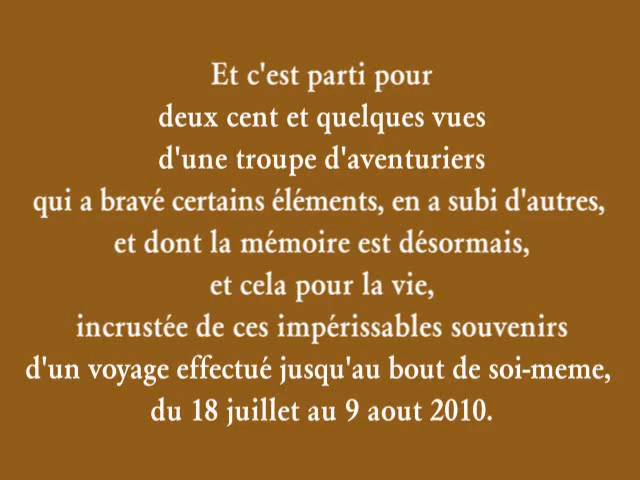 Et c'est parti pour
deux cent et quelques vues
d'une troupe d'aventuriers
qui a bravé certains éléments, en a subi d'autres,
et dont la mémoire est désormais,
et cela pour la vie,
incrustée de ces impérissables souvenirs
d'un voyage effectué jusqu'au bout de soi-meme,
du 18 juillet au 9 aout 2010.